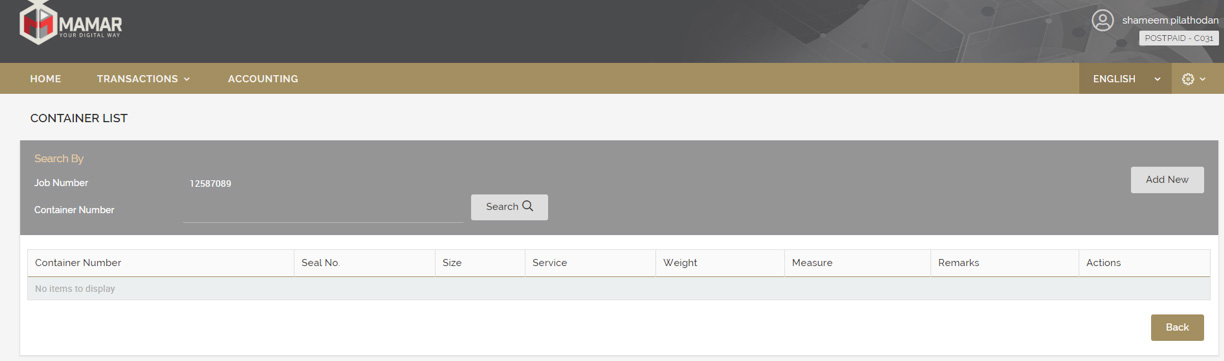 MAMAR
YOUR DIGITAL WAY
shameem.pilathodan
POSTPAID - C031
HOME TRANSACTIONS ACCOUNTING ENGLISH
CONTAINER LIST
Search By
Job Number 12587089
Add New
Container Number Search
Container Number Seal No. Size Service Weight Measure Remarks Actions
No items to display
Back